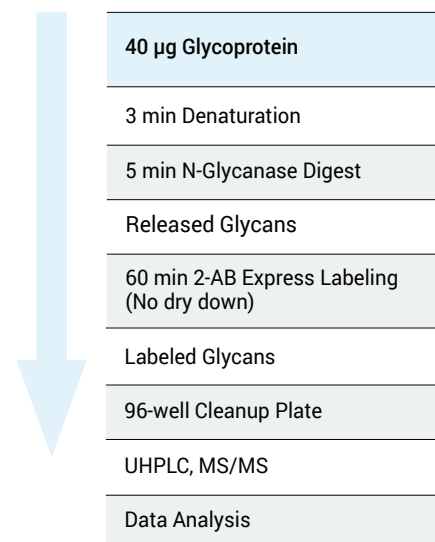 40 µg Glycoprotein
3 min Denaturation
5 min N-Glycanase Digest
Released Glycans
60 min 2-AB Express Labeling
(No dry down)
Labeled Glycans
96-well Cleanup Plate
UHPLC, MS/MS
Data Analysis